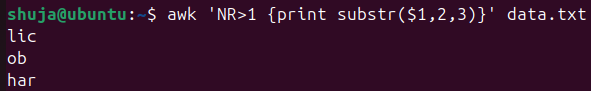 shuja@ubuntu:~$ awk 'NR>1 {print substr($1,2,3)}' data.txt
lic
ob
har